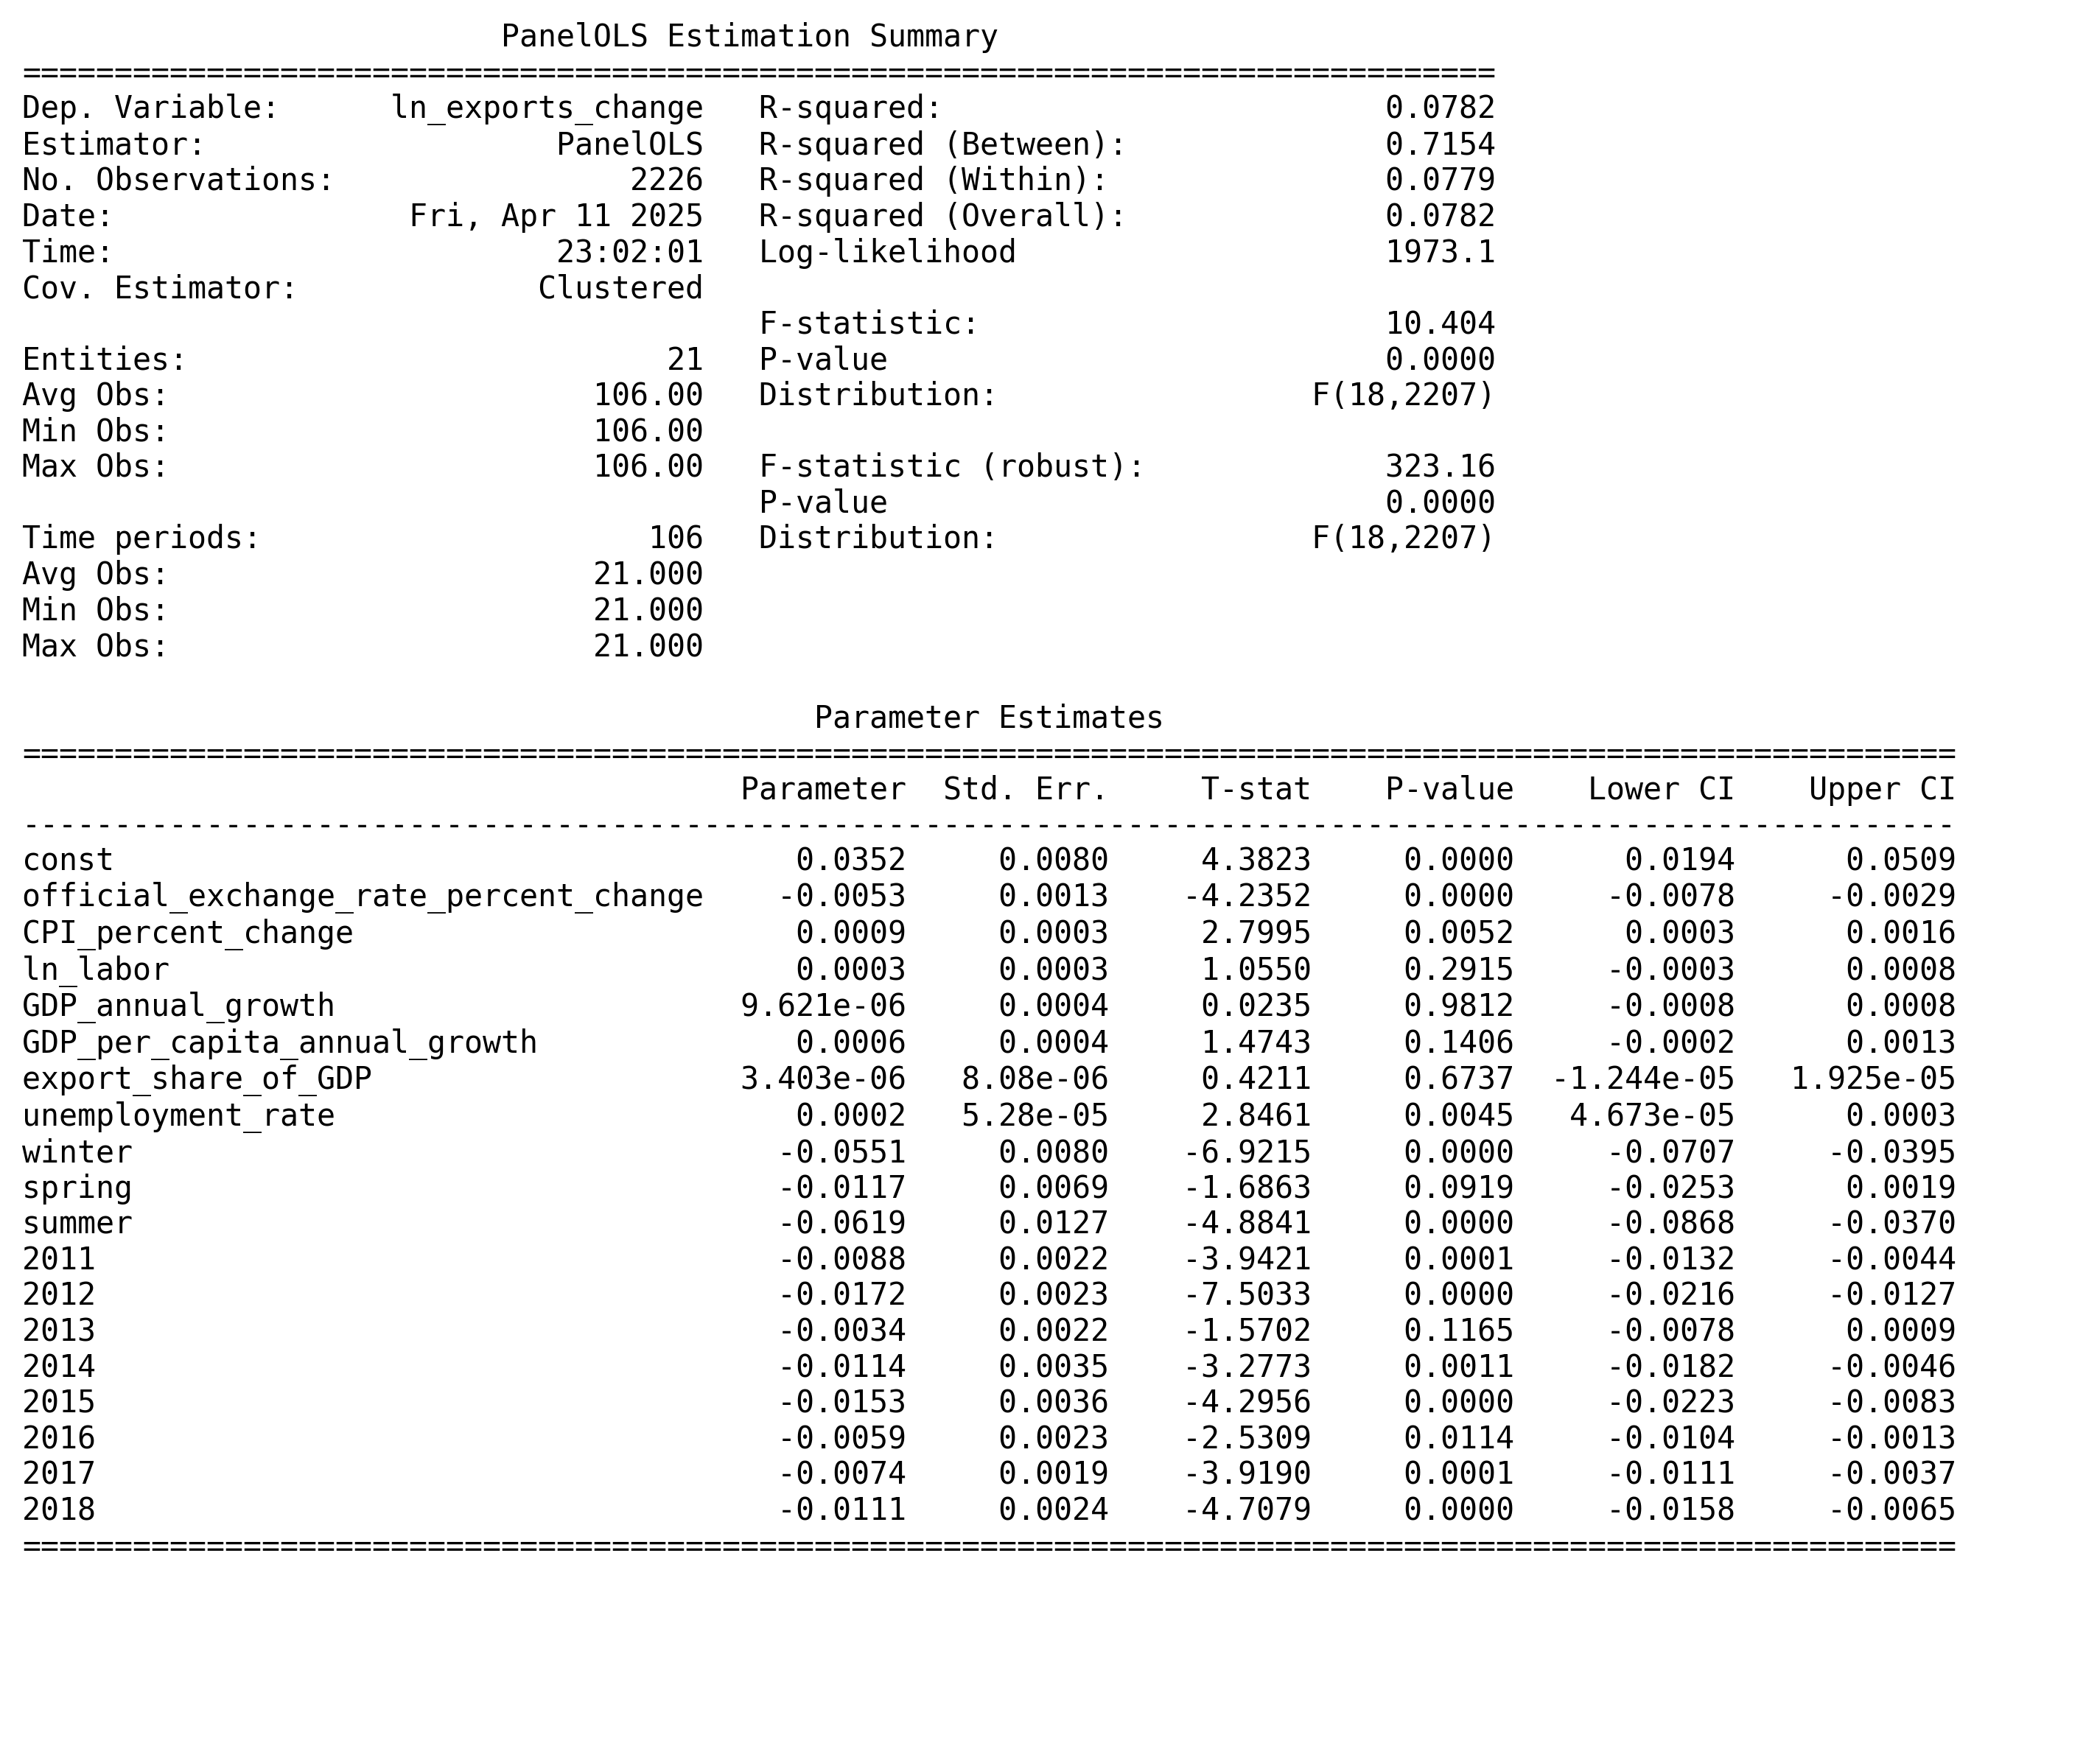 PanelOLS Estimation Summary
================================================================================
Dep. Variable: ln_exports_change R-squared: 0.0782
Estimator: PanelOLS R-squared (Between): 0.7154
No. Observations: 2226 R-squared (Within): 0.0779
Date: Fri, Apr 11 2025 R-squared (Overall): 0.0782
Time: 23:02:01 Log-likelihood 1973.1
Cov. Estimator: Clustered
F-statistic: 10.404
Entities: 21 P-value 0.0000
Avg Obs: 106.00 Distribution: F(18,2207)
Min Obs: 106.00
Max Obs: 106.00 F-statistic (robust): 323.16
P-value 0.0000
Time periods: 106 Distribution: F(18,2207)
Avg Obs: 21.000
Min Obs: 21.000
Max Obs: 21.000
Parameter Estimates
=========================================================================================================
Parameter Std. Err. T-stat P-value Lower CI Upper CI
---------------------------------------------------------------------------------------------------------
const 0.0352 0.0080 4.3823 0.0000 0.0194 0.0509
official_exchange_rate_percent_change -0.0053 0.0013 -4.2352 0.0000 -0.0078 -0.0029
CPI_percent_change 0.0009 0.0003 2.7995 0.0052 0.0003 0.0016
ln_labor 0.0003 0.0003 1.0550 0.2915 -0.0003 0.0008
GDP_annual_growth 9.621e-06 0.0004 0.0235 0.9812 -0.0008 0.0008
GDP_per_capita_annual_growth 0.0006 0.0004 1.4743 0.1406 -0.0002 0.0013
export_share_of_GDP 3.403e-06 8.08e-06 0.4211 0.6737 -1.244e-05 1.925e-05
unemployment_rate 0.0002 5.28e-05 2.8461 0.0045 4.673e-05 0.0003
winter -0.0551 0.0080 -6.9215 0.0000 -0.0707 -0.0395
spring -0.0117 0.0069 -1.6863 0.0919 -0.0253 0.0019
summer -0.0619 0.0127 -4.8841 0.0000 -0.0868 -0.0370
2011 -0.0088 0.0022 -3.9421 0.0001 -0.0132 -0.0044
2012 -0.0172 0.0023 -7.5033 0.0000 -0.0216 -0.0127
2013 -0.0034 0.0022 -1.5702 0.1165 -0.0078 0.0009
2014 -0.0114 0.0035 -3.2773 0.0011 -0.0182 -0.0046
2015 -0.0153 0.0036 -4.2956 0.0000 -0.0223 -0.0083
2016 -0.0059 0.0023 -2.5309 0.0114 -0.0104 -0.0013
2017 -0.0074 0.0019 -3.9190 0.0001 -0.0111 -0.0037
2018 -0.0111 0.0024 -4.7079 0.0000 -0.0158 -0.0065
=========================================================================================================